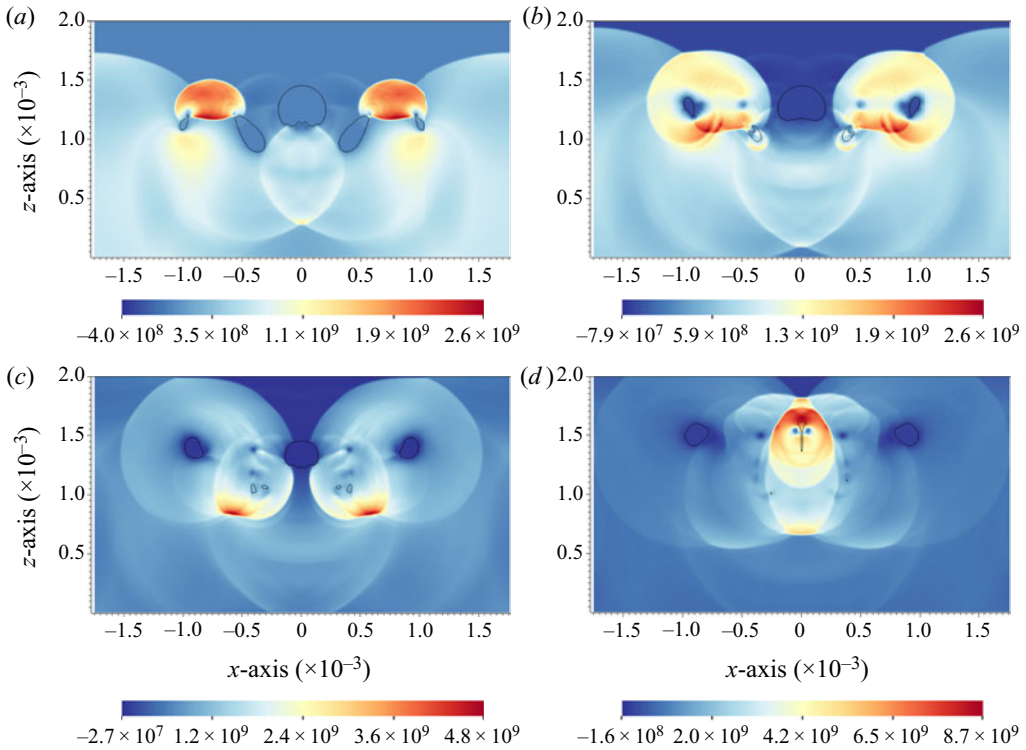 (a) (b)
2.0 2.0
1.5 1.5
z-axis (×10⁻³) 1.0 1.0
0.5 0.5
−1.5 −1.0 −0.5 0 0.5 1.0 1.5 −1.5 −1.0 −0.5 0 0.5 1.0 1.5
−4.0 × 10⁸ 3.5 × 10⁸ 1.1 × 10⁹ 1.9 × 10⁹ 2.6 × 10⁹ −7.9 × 10⁷ 5.9 × 10⁸ 1.3 × 10⁹ 1.9 × 10⁹ 2.6 × 10⁹
(c) (d)
2.0 2.0
1.5 1.5
z-axis (×10⁻³) 1.0 1.0
0.5 0.5
−1.5 −1.0 −0.5 0 0.5 1.0 1.5 −1.5 −1.0 −0.5 0 0.5 1.0 1.5
x-axis (×10⁻³) x-axis (×10⁻³)
−2.7 × 10⁷ 1.2 × 10⁹ 2.4 × 10⁹ 3.6 × 10⁹ 4.8 × 10⁹ −1.6 × 10⁸ 2.0 × 10⁹ 4.2 × 10⁹ 6.5 × 10⁹ 8.7 × 10⁹